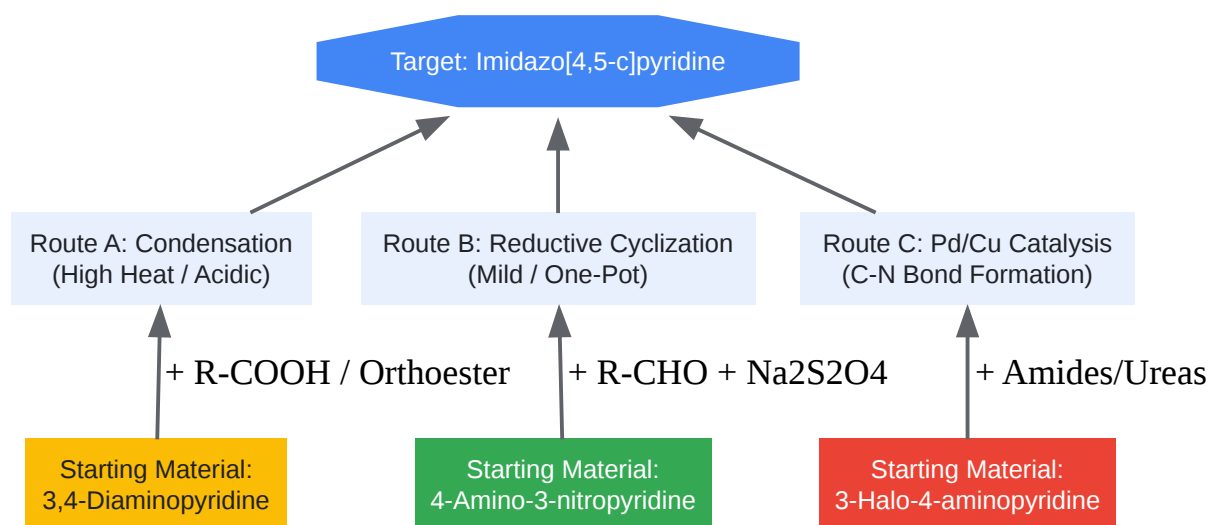 Target: Imidazo[4,5-c]pyridine
Route A: Condensation
(High Heat / Acidic)
Route B: Reductive Cyclization
(Mild / One-Pot)
Route C: Pd/Cu Catalysis
(C-N Bond Formation)
+ R-COOH / Orthoester
+ R-CHO + Na2S2O4
+ Amides/Ureas
Starting Material:
3,4-Diaminopyridine
Starting Material:
4-Amino-3-nitropyridine
Starting Material:
3-Halo-4-aminopyridine